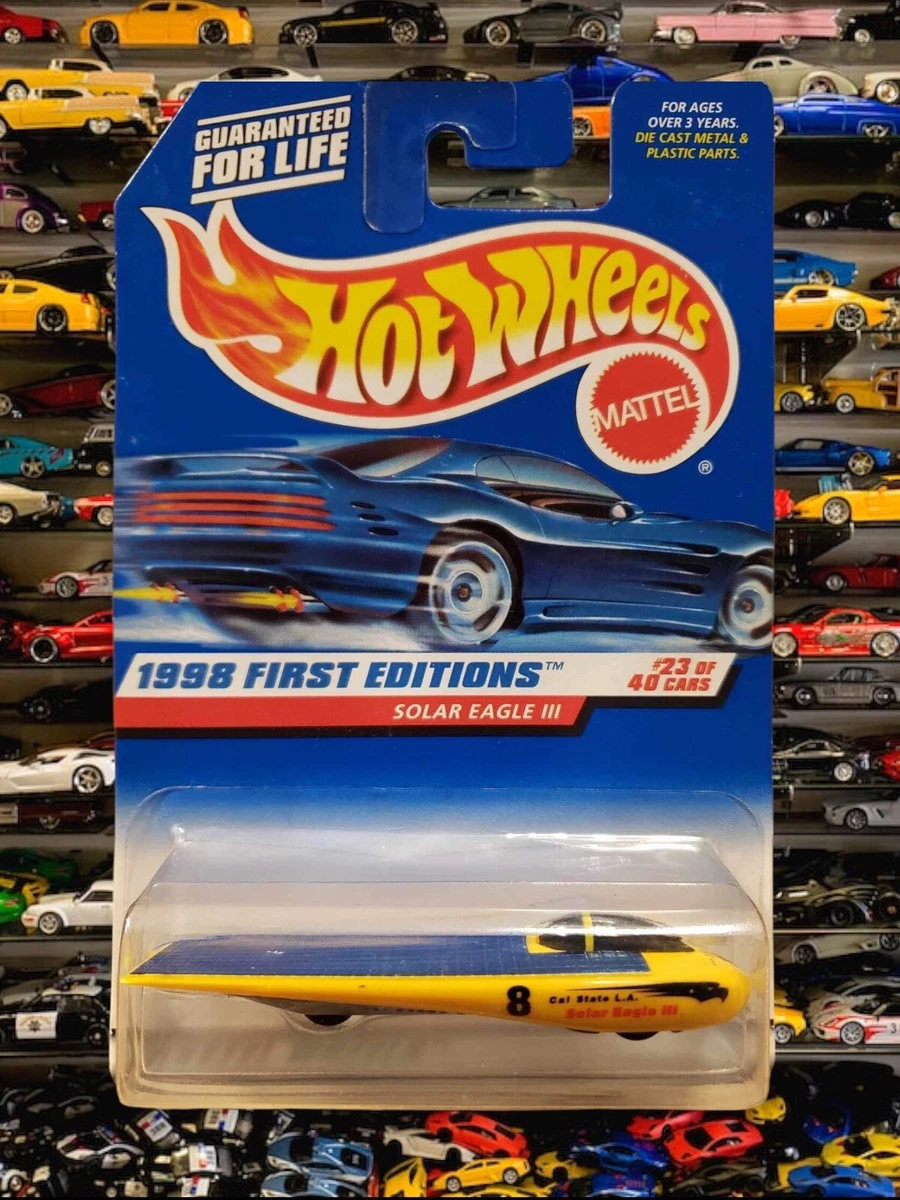 GUARANTEED
FOR LIFE
FOR AGES
OVER 3 YEARS.
DIE CAST METAL &
PLASTIC PARTS.
HOT WHEELS
MATTEL
®
1998 FIRST EDITIONS™
#23 OF
40 CARS
SOLAR EAGLE III
8
Cal State L.A.
Solar Eagle III